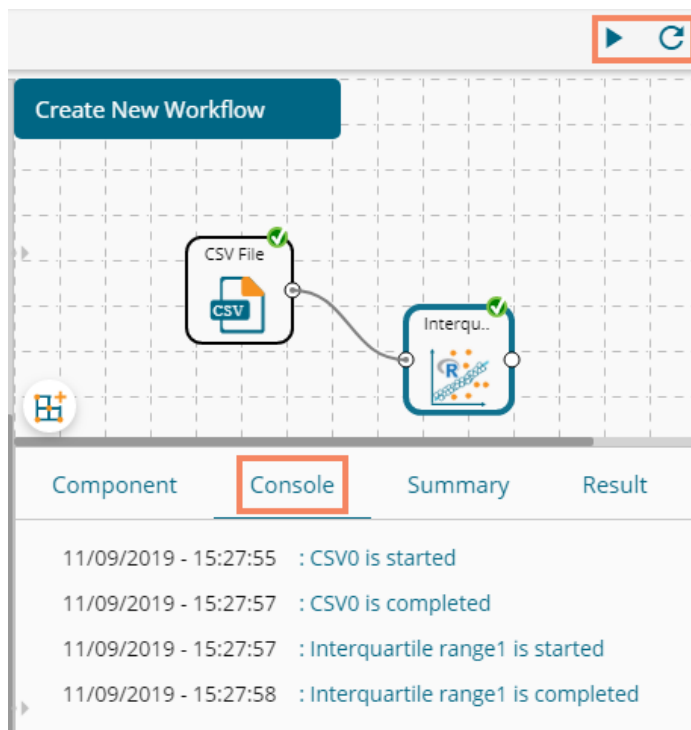 Create New Workflow
CSV File
CSV
Interqu..
R
Component Console Summary Result
11/09/2019 - 15:27:55 : CSV0 is started
11/09/2019 - 15:27:57 : CSV0 is completed
11/09/2019 - 15:27:57 : Interquartile range1 is started
11/09/2019 - 15:27:58 : Interquartile range1 is completed